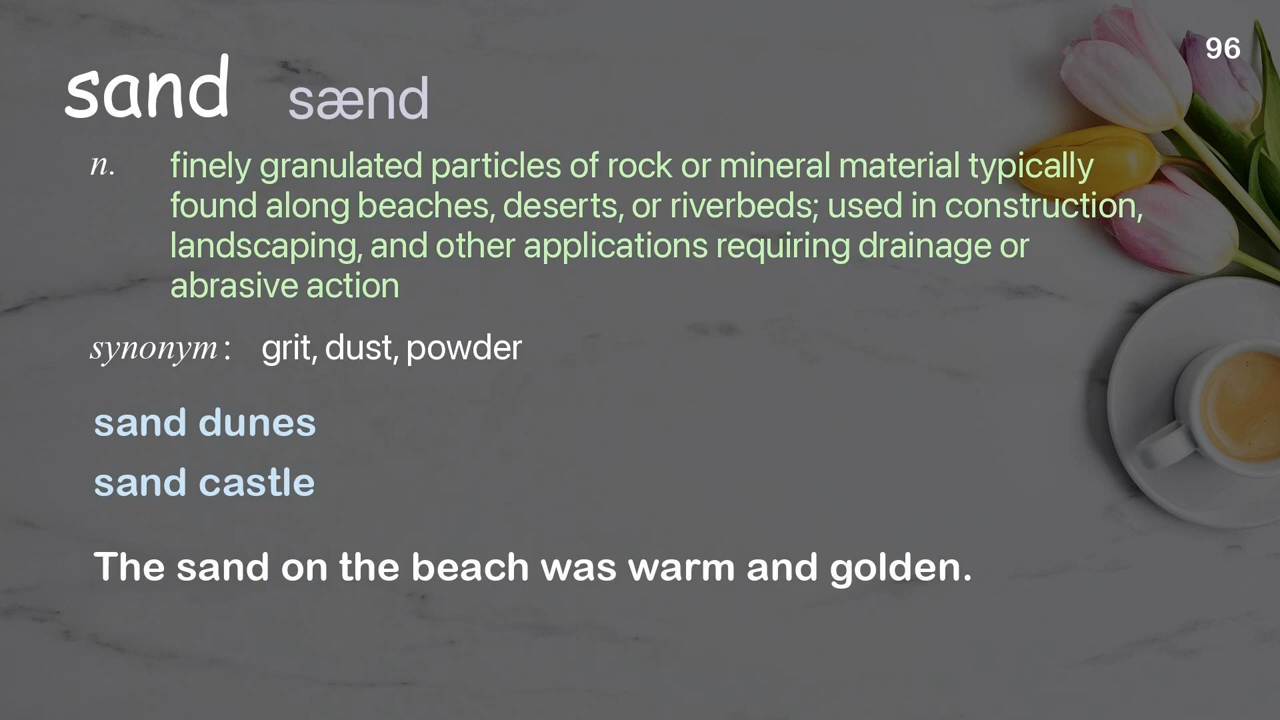 96
sand sænd
n. finely granulated particles of rock or mineral material typically
found along beaches, deserts, or riverbeds; used in construction,
landscaping, and other applications requiring drainage or
abrasive action
synonym: grit, dust, powder
sand dunes
sand castle
The sand on the beach was warm and golden.